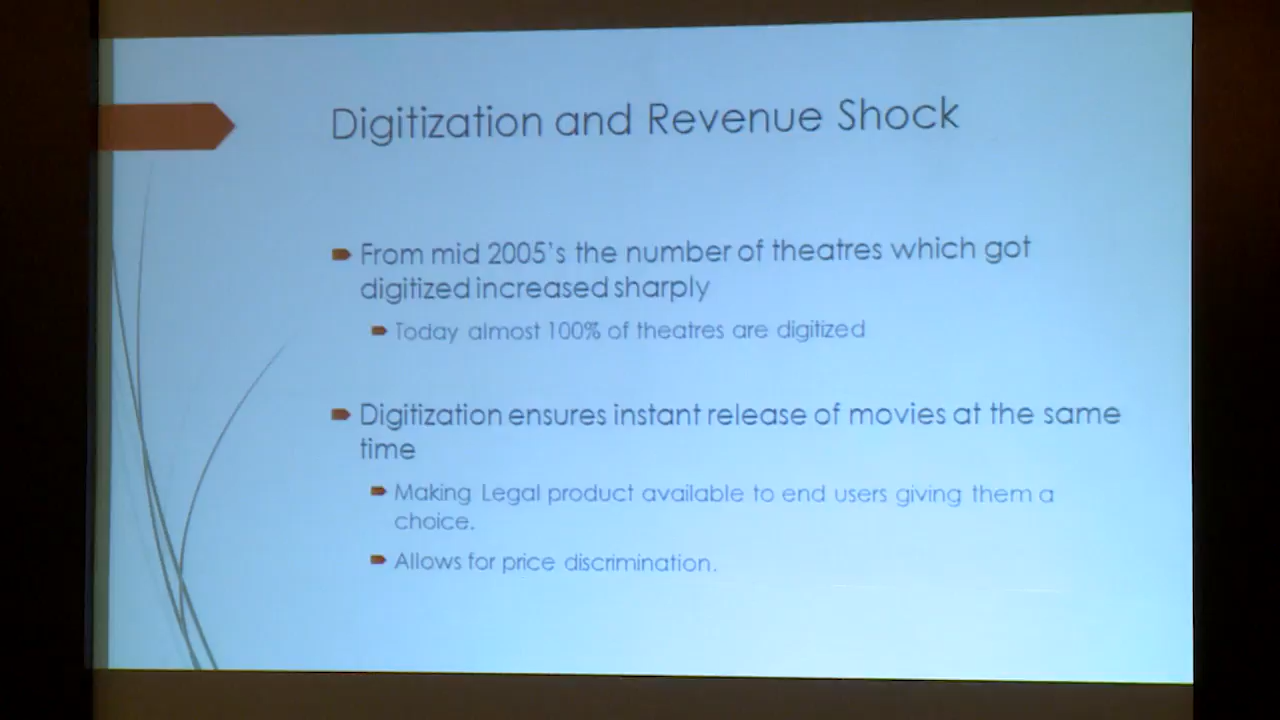 Digitization and Revenue Shock
From mid 2005's the number of theatres which got
digitized increased sharply
Today almost 100% of theatres are digitized
Digitization ensures instant release of movies at the same
time
Making Legal product available to end users giving them a
choice.
Allows for price discrimination.